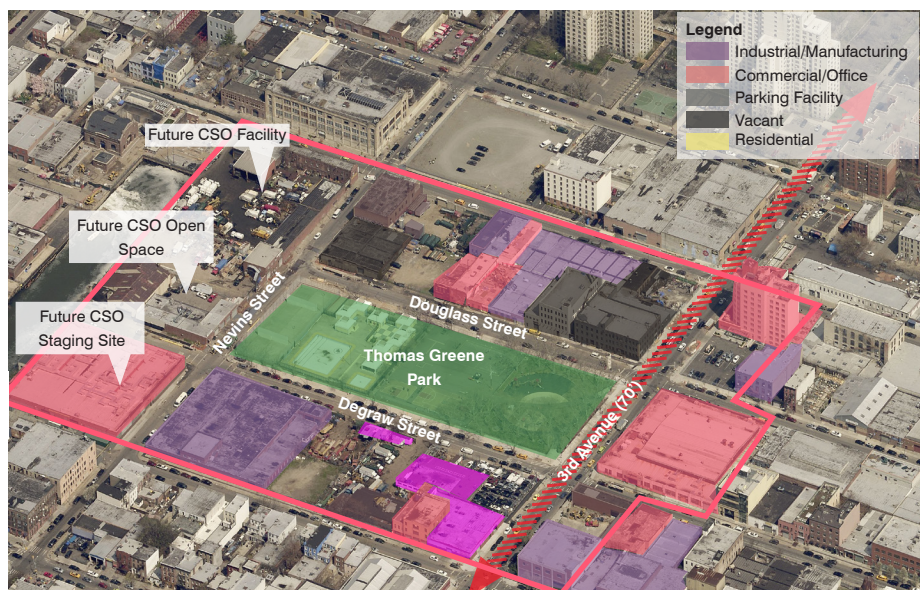 Legend
Industrial/Manufacturing
Commercial/Office
Parking Facility
Vacant
Residential
Future CSO Facility
Future CSO Open
Space
Future CSO
Staging Site
Nevins Street
Douglass Street
Thomas Greene
Park
Degraw Street
3rd Avenue (70')